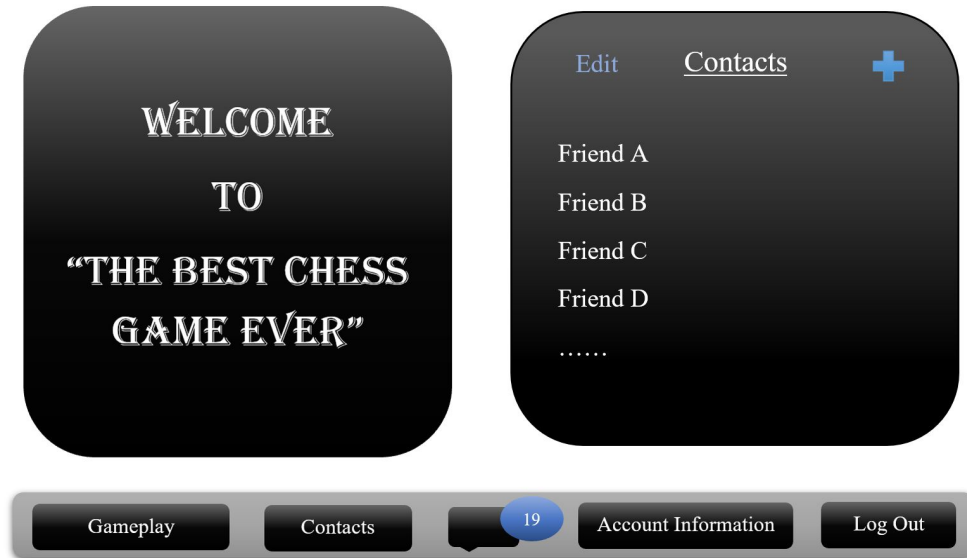 WELCOME
TO
“THE BEST CHESS
GAME EVER”
Edit Contacts
Friend A
Friend B
Friend C
Friend D
……
Gameplay Contacts 19 Account Information Log Out